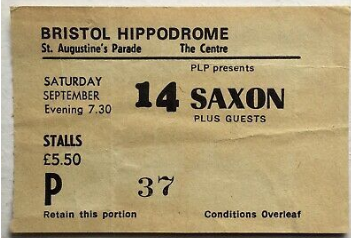 BRISTOL HIPPODROME
St. Augustine's Parade The Centre
PLP presents
SATURDAY
SEPTEMBER 14 SAXON
Evening 7.30
PLUS GUESTS
STALLS
£5.50
P 37
Retain this portion Conditions Overleaf